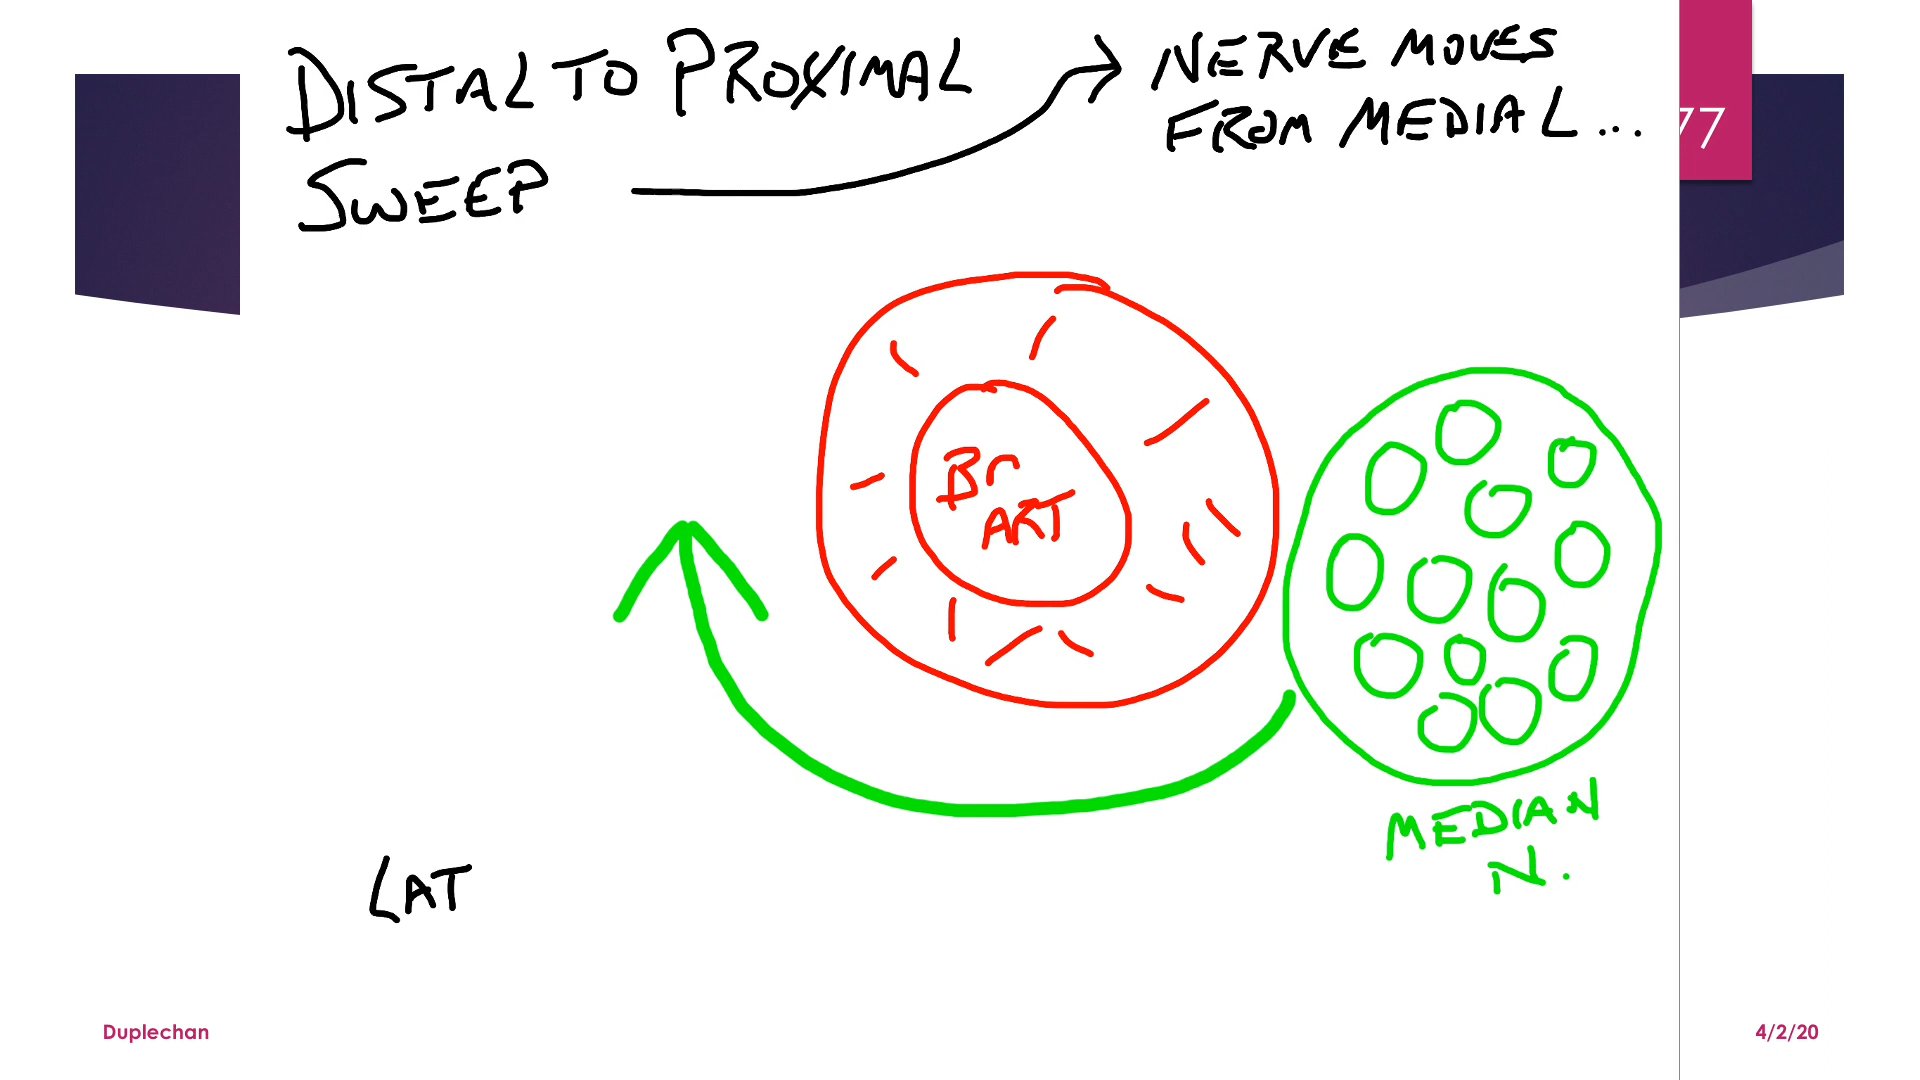 DISTAL TO PROXIMAL
SWEEP
NERVE MOVES
FROM MEDIAL...
77
Br
ART
MEDIAN
N.
LAT
Duplechan
4/2/20